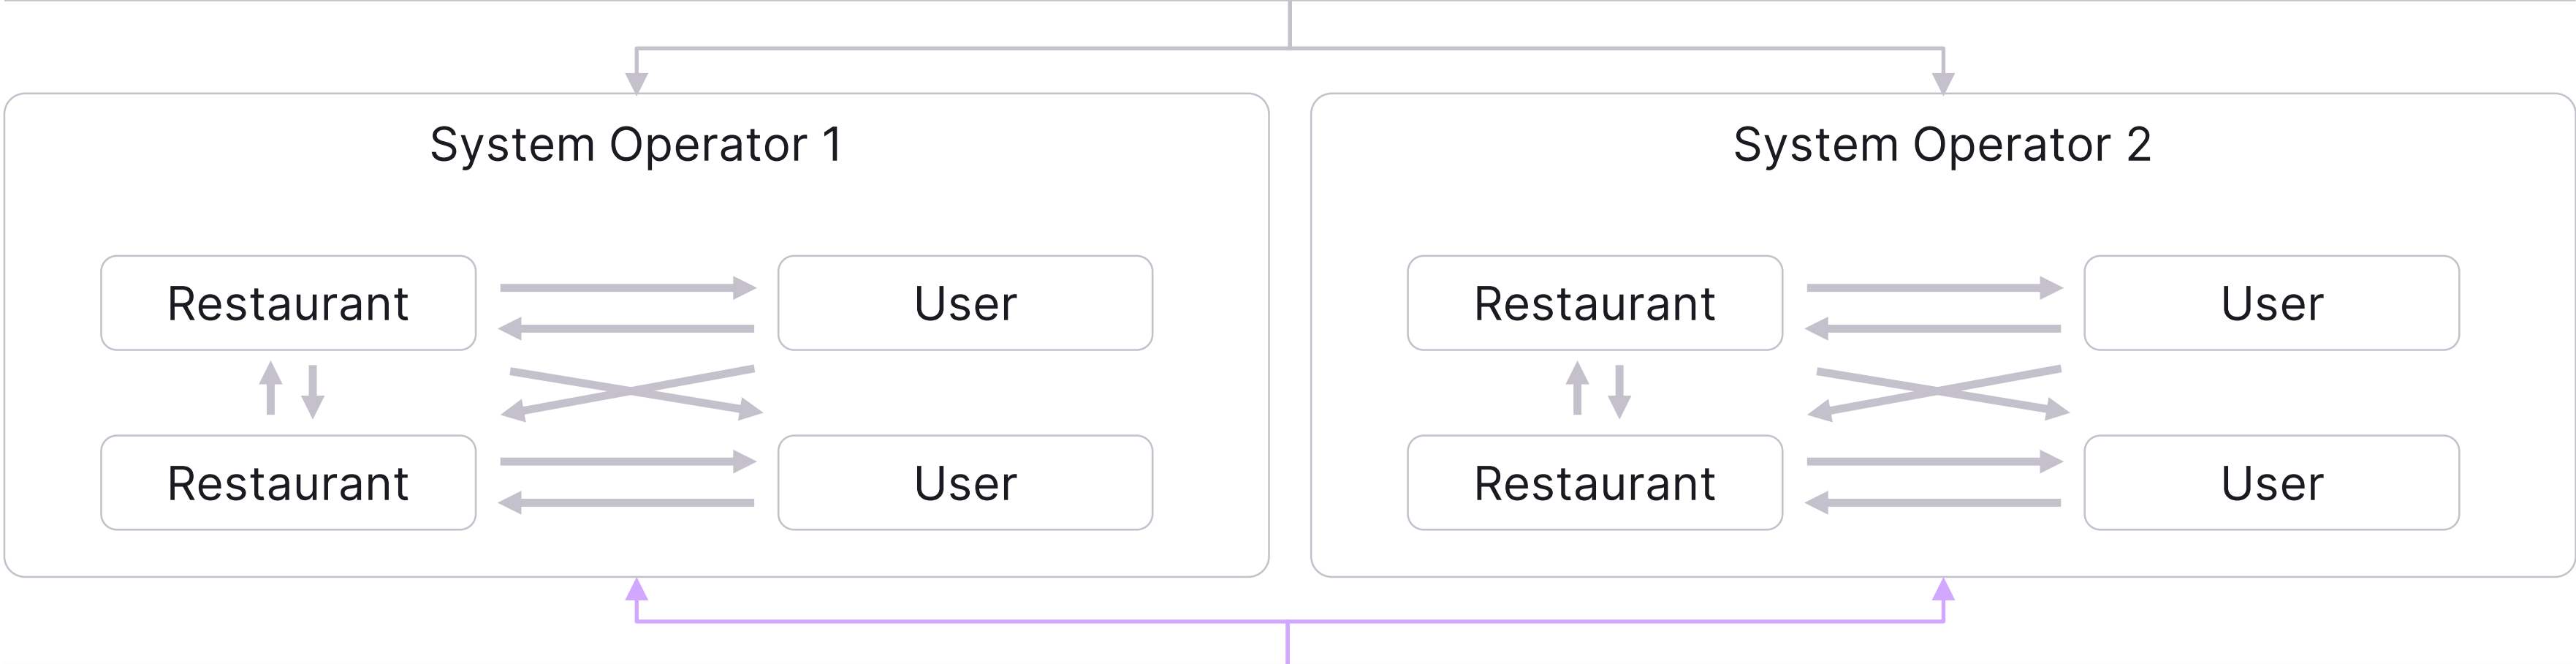 System Operator 1
System Operator 2
Restaurant
User
Restaurant
User
Restaurant
User
Restaurant
User